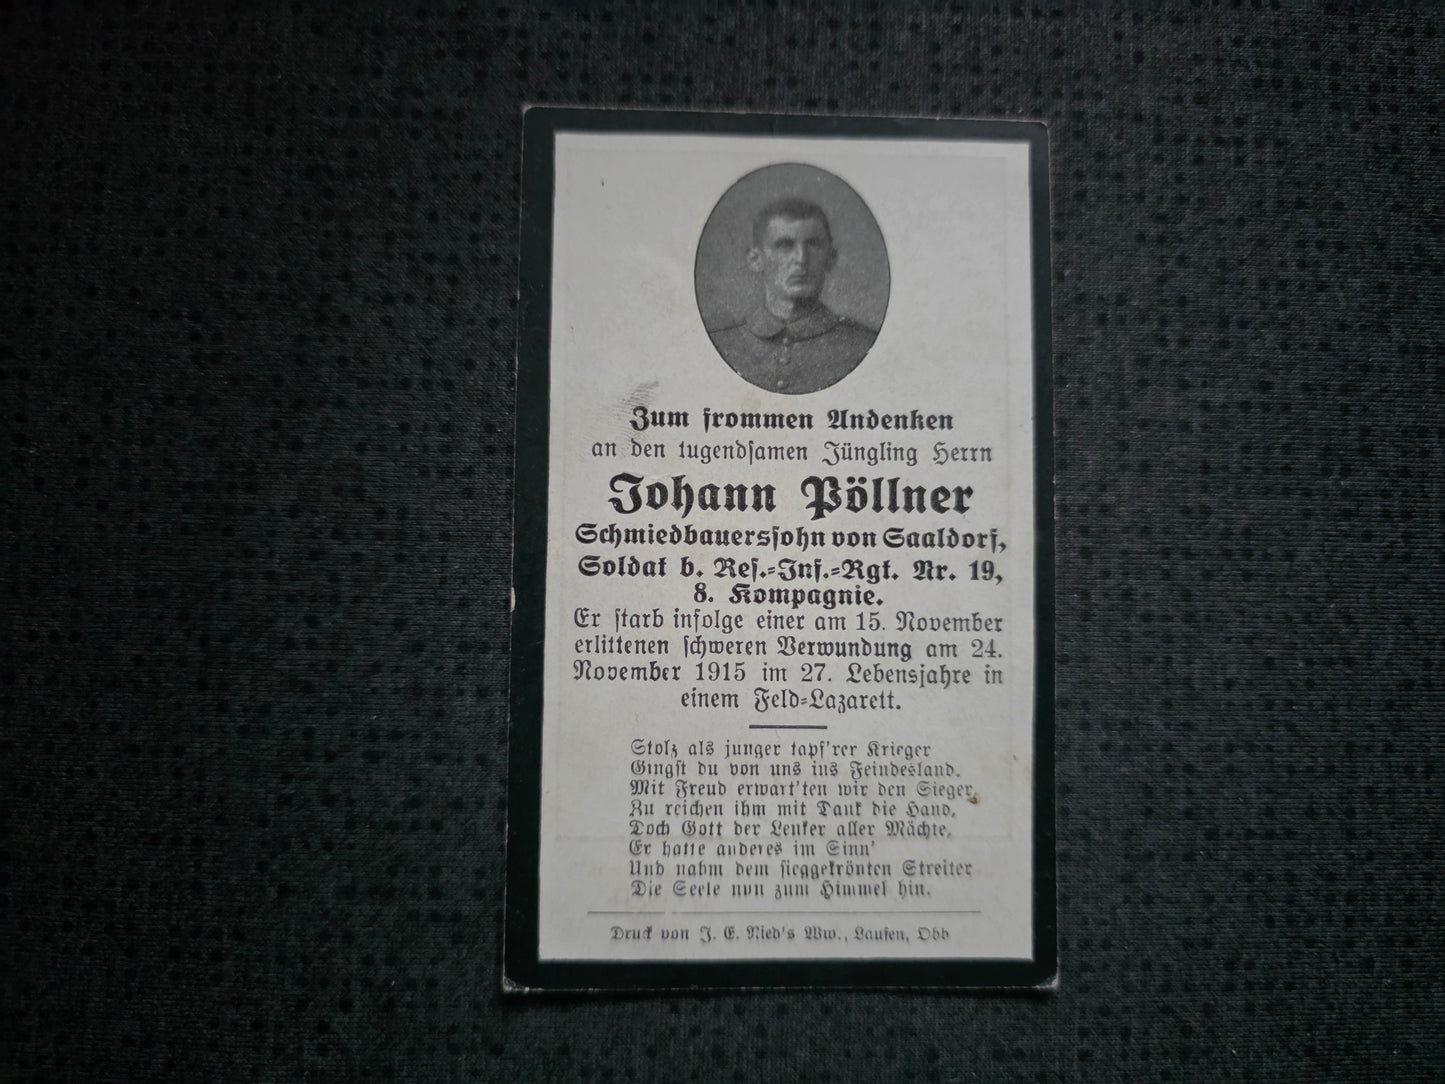 Zum frommen Andenken
an den tugendsamen Jüngling Herrn
Johann Pöllner
Schmiedbauerssohn von Saaldorf,
Soldat b. Res.-Inf.-Rgt. Nr. 19,
8. Kompagnie.
Er starb infolge einer am 15. November
erlittenen schweren Verwundung am 24.
November 1915 im 27. Lebensjahre in
einem Feld-Lazarett.
Stolz als junger tapf'rer Krieger
Gingst du von uns ins Feindesland.
Mit Freud erwart'ten wir den Sieger,
Zu reichen ihm mit Dank die Hand,
Doch Gott der Lenker aller Mächte,
Er hatte anderes im Sinn'
Und nahm dem sieggekrönten Streiter
Die Seele nun zum Himmel hin.
Druck von J. E. Nied's Ww., Laufen, Obb